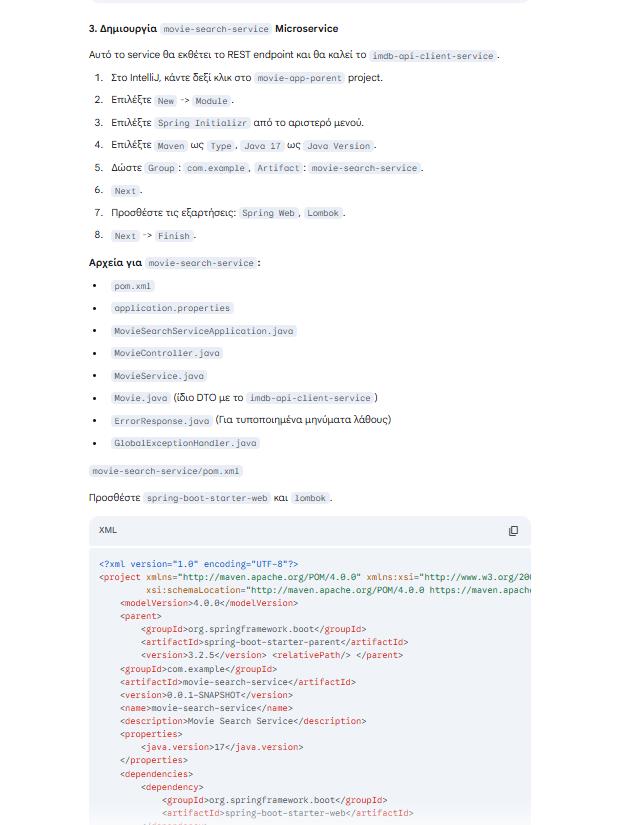 3. Δημιουργία movie-search-service Microservice
Αυτό το service θα εκθέτει το REST endpoint και θα καλεί το imdb-api-client-service .
1. Στο IntelliJ, κάντε δεξί κλικ στο movie-app-parent project.
2. Επιλέξτε New -> Module .
3. Επιλέξτε Spring Initializr από το αριστερό μενού.
4. Επιλέξτε Maven ως Type , Java 17 ως Java Version .
5. Δώστε Group : com.example , Artifact : movie-search-service .
6. Next .
7. Προσθέστε τις εξαρτήσεις: Spring Web , Lombok .
8. Next -> Finish .
Αρχεία για movie-search-service :
• pom.xml
• application.properties
• MovieSearchServiceApplication.java
• MovieController.java
• MovieService.java
• Movie.java (ίδιο DTO με το imdb-api-client-service )
• ErrorResponse.java (Για τυποποιημένα μηνύματα λάθους)
• GlobalExceptionHandler.java
movie-search-service/pom.xml
Προσθέστε spring-boot-starter-web και lombok .
XML
<?xml version="1.0" encoding="UTF-8"?>
<project xmlns="http://maven.apache.org/POM/4.0.0" xmlns:xsi="http://www.w3.org/200
xsi:schemaLocation="http://maven.apache.org/POM/4.0.0 https://maven.apache
<modelVersion>4.0.0</modelVersion>
<parent>
<groupId>org.springframework.boot</groupId>
<artifactId>spring-boot-starter-parent</artifactId>
<version>3.2.5</version> <relativePath/> </parent>
<groupId>com.example</groupId>
<artifactId>movie-search-service</artifactId>
<version>0.0.1-SNAPSHOT</version>
<name>movie-search-service</name>
<description>Movie Search Service</description>
<properties>
<java.version>17</java.version>
</properties>
<dependencies>
<dependency>
<groupId>org.springframework.boot</groupId>
<artifactId>spring-boot-starter-web</artifactId>